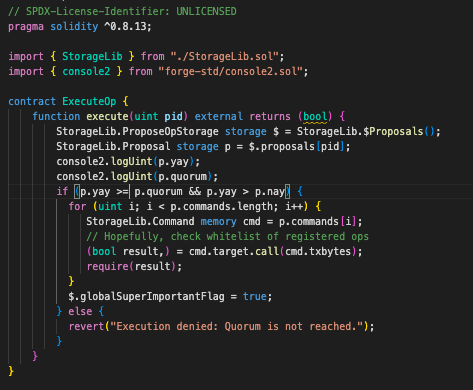 // SPDX-License-Identifier: UNLICENSED
pragma solidity ^0.8.13;

import { StorageLib } from "./StorageLib.sol";
import { console2 } from "forge-std/console2.sol";

contract ExecuteOp {
    function execute(uint pid) external returns (bool) {
        StorageLib.ProposeOpStorage storage $ = StorageLib.$Proposals();
        StorageLib.Proposal storage p = $.proposals[pid];
        console2.logUint(p.yay);
        console2.logUint(p.quorum);
        if (p.yay >= p.quorum && p.yay > p.nay) {
          for (uint i; i < p.commands.length; i++) {
            StorageLib.Command memory cmd = p.commands[i];
            // Hopefully, check whitelist of registered ops
            (bool result,) = cmd.target.call(cmd.txbytes);
            require(result);
          }
          $.globalSuperImportantFlag = true;
        } else {
          revert("Execution denied: Quorum is not reached.");
        }
    }
}